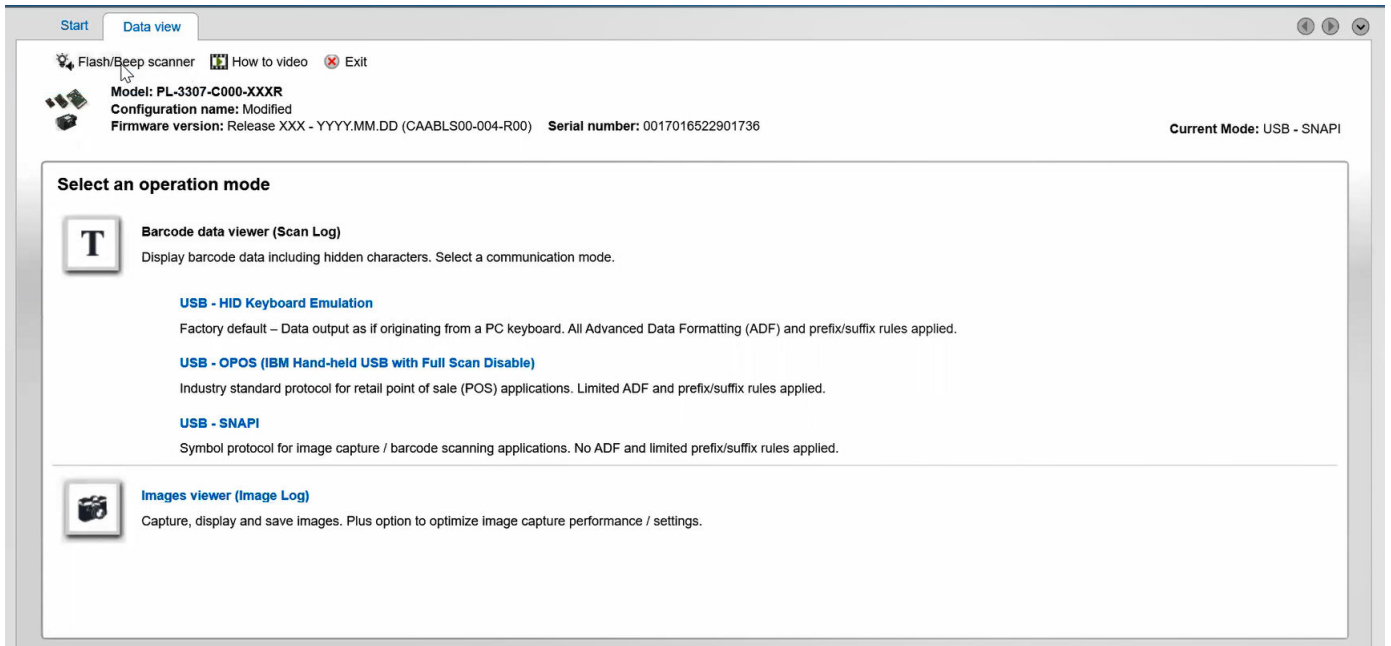 Start Data view
Flash/Beep scanner How to video Exit
Model: PL-3307-C000-XXXR
Configuration name: Modified
Firmware version: Release XXX - YYYY.MM.DD (CAABLS00-004-R00) Serial number: 0017016522901736
Current Mode: USB - SNAPI
Select an operation mode
T
Barcode data viewer (Scan Log)
Display barcode data including hidden characters. Select a communication mode.
USB - HID Keyboard Emulation
Factory default – Data output as if originating from a PC keyboard. All Advanced Data Formatting (ADF) and prefix/suffix rules applied.
USB - OPOS (IBM Hand-held USB with Full Scan Disable)
Industry standard protocol for retail point of sale (POS) applications. Limited ADF and prefix/suffix rules applied.
USB - SNAPI
Symbol protocol for image capture / barcode scanning applications. No ADF and limited prefix/suffix rules applied.
Images viewer (Image Log)
Capture, display and save images. Plus option to optimize image capture performance / settings.